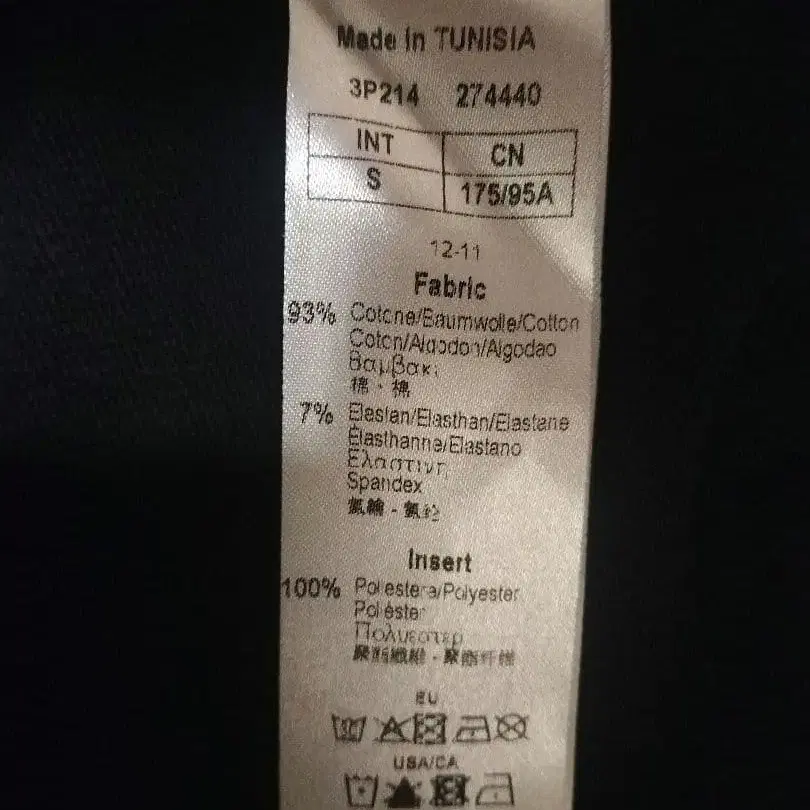 Made In TUNISIA
3P214 274440
INT CN
S 175/95A
12-11
Fabric
93% Cotone/Baumwolle/Cotton
Coton/Algodon/Algodao
Βαμβακι
棉 - 棉
7% Elastan/Elasthan/Elastane
Élasthanne/Elastano
Ελαστινη
Spandex
氨綸 - 氨纶
Insert
100% Poliestere/Polyester
Poliéster
Πολυεστερ
聚酯纖維 - 聚酯纤维
EU
USA/CA